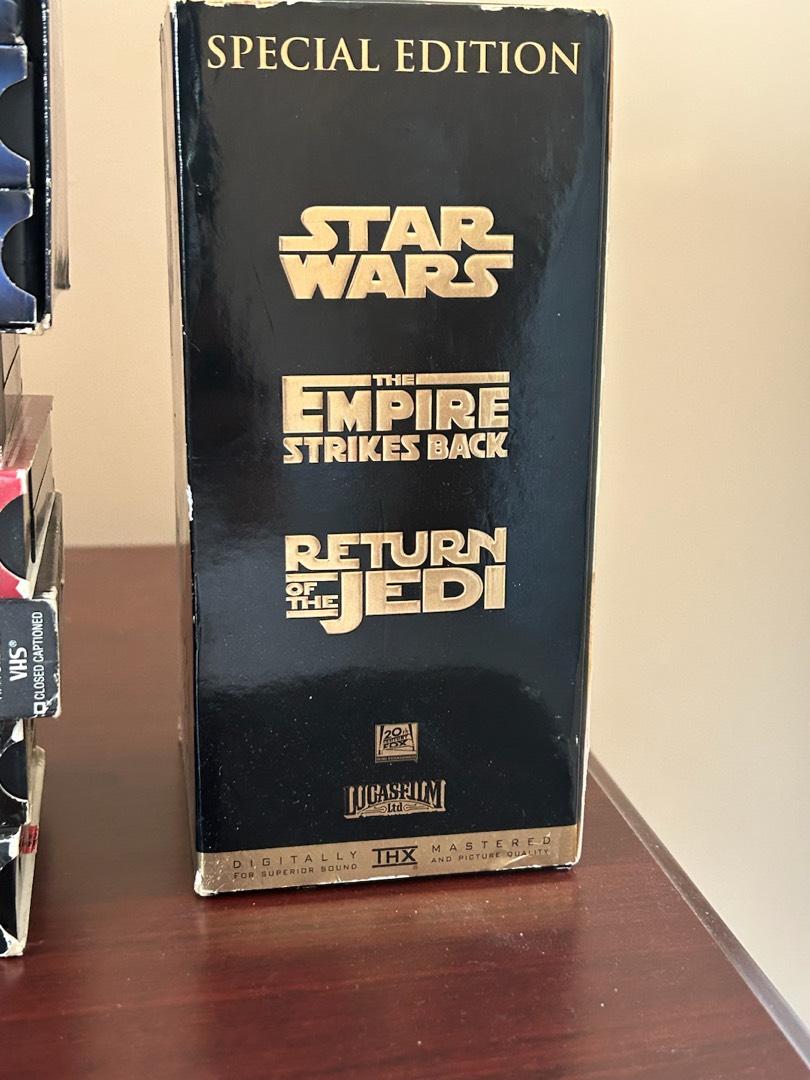 SPECIAL EDITION
STAR
WARS
THE
EMPIRE
STRIKES BACK
RETURN
OF THE JEDI
20th
CENTURY
FOX
LUCASFILM
Ltd
DIGITALLY THX MASTERED
FOR SUPERIOR SOUND AND PICTURE QUALITY
VHS®
CLOSED CAPTIONED